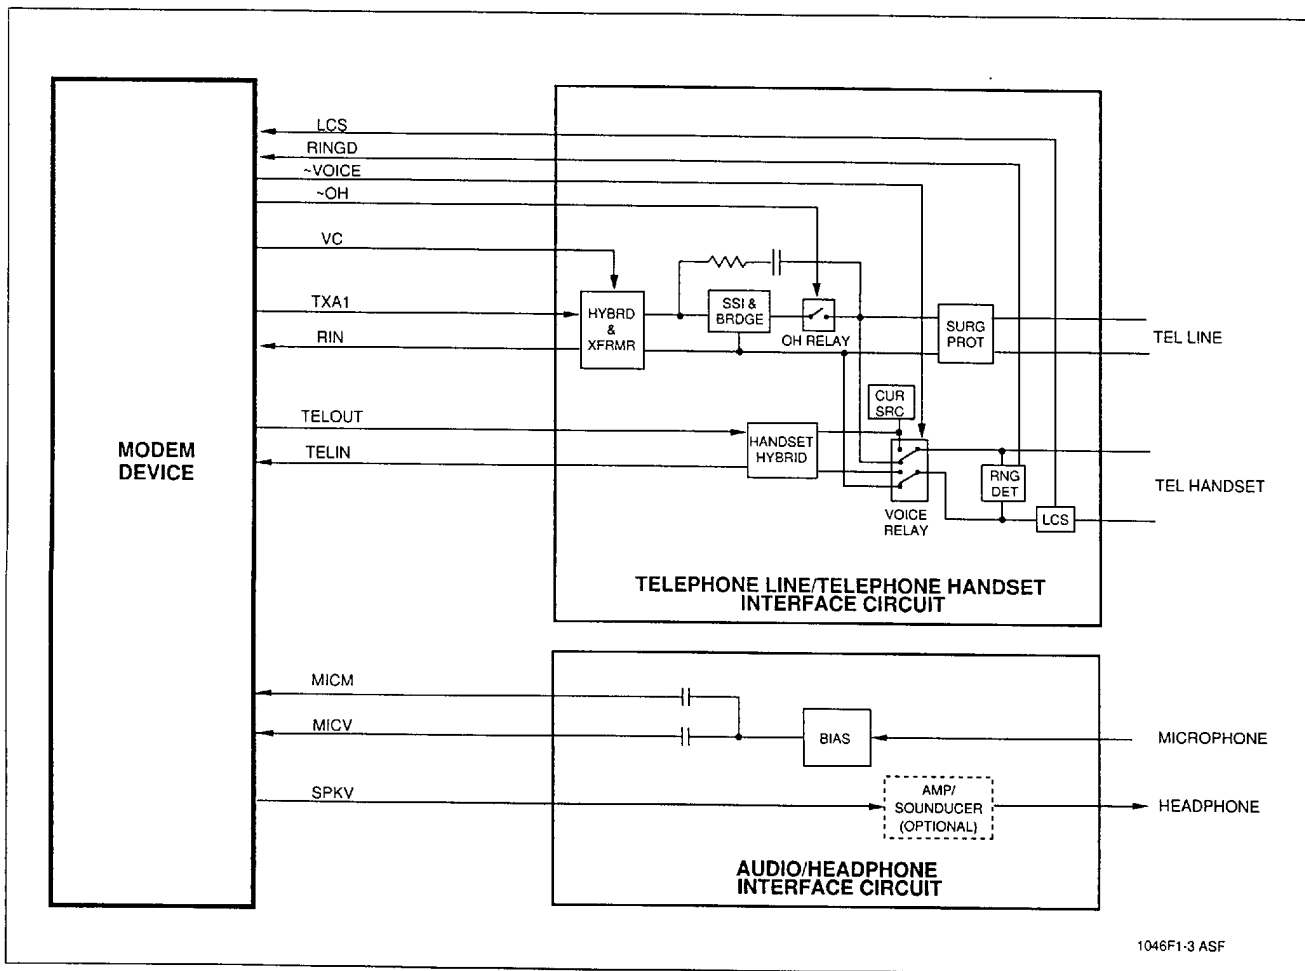 LCS
RINGD
~VOICE
~OH
VC
TXA1
RIN
TELOUT
TELIN
MODEM
DEVICE
HYBRD
&
XFRMR
SSI &
BRDGE
OH RELAY
SURG
PROT
TEL LINE
CUR
SRC
HANDSET
HYBRID
VOICE
RELAY
RNG
DET
LCS
TEL HANDSET
TELEPHONE LINE/TELEPHONE HANDSET
INTERFACE CIRCUIT
MICM
MICV
SPKV
BIAS
MICROPHONE
AMP/
SOUNDUCER
(OPTIONAL)
HEADPHONE
AUDIO/HEADPHONE
INTERFACE CIRCUIT
1046F1-3 ASF